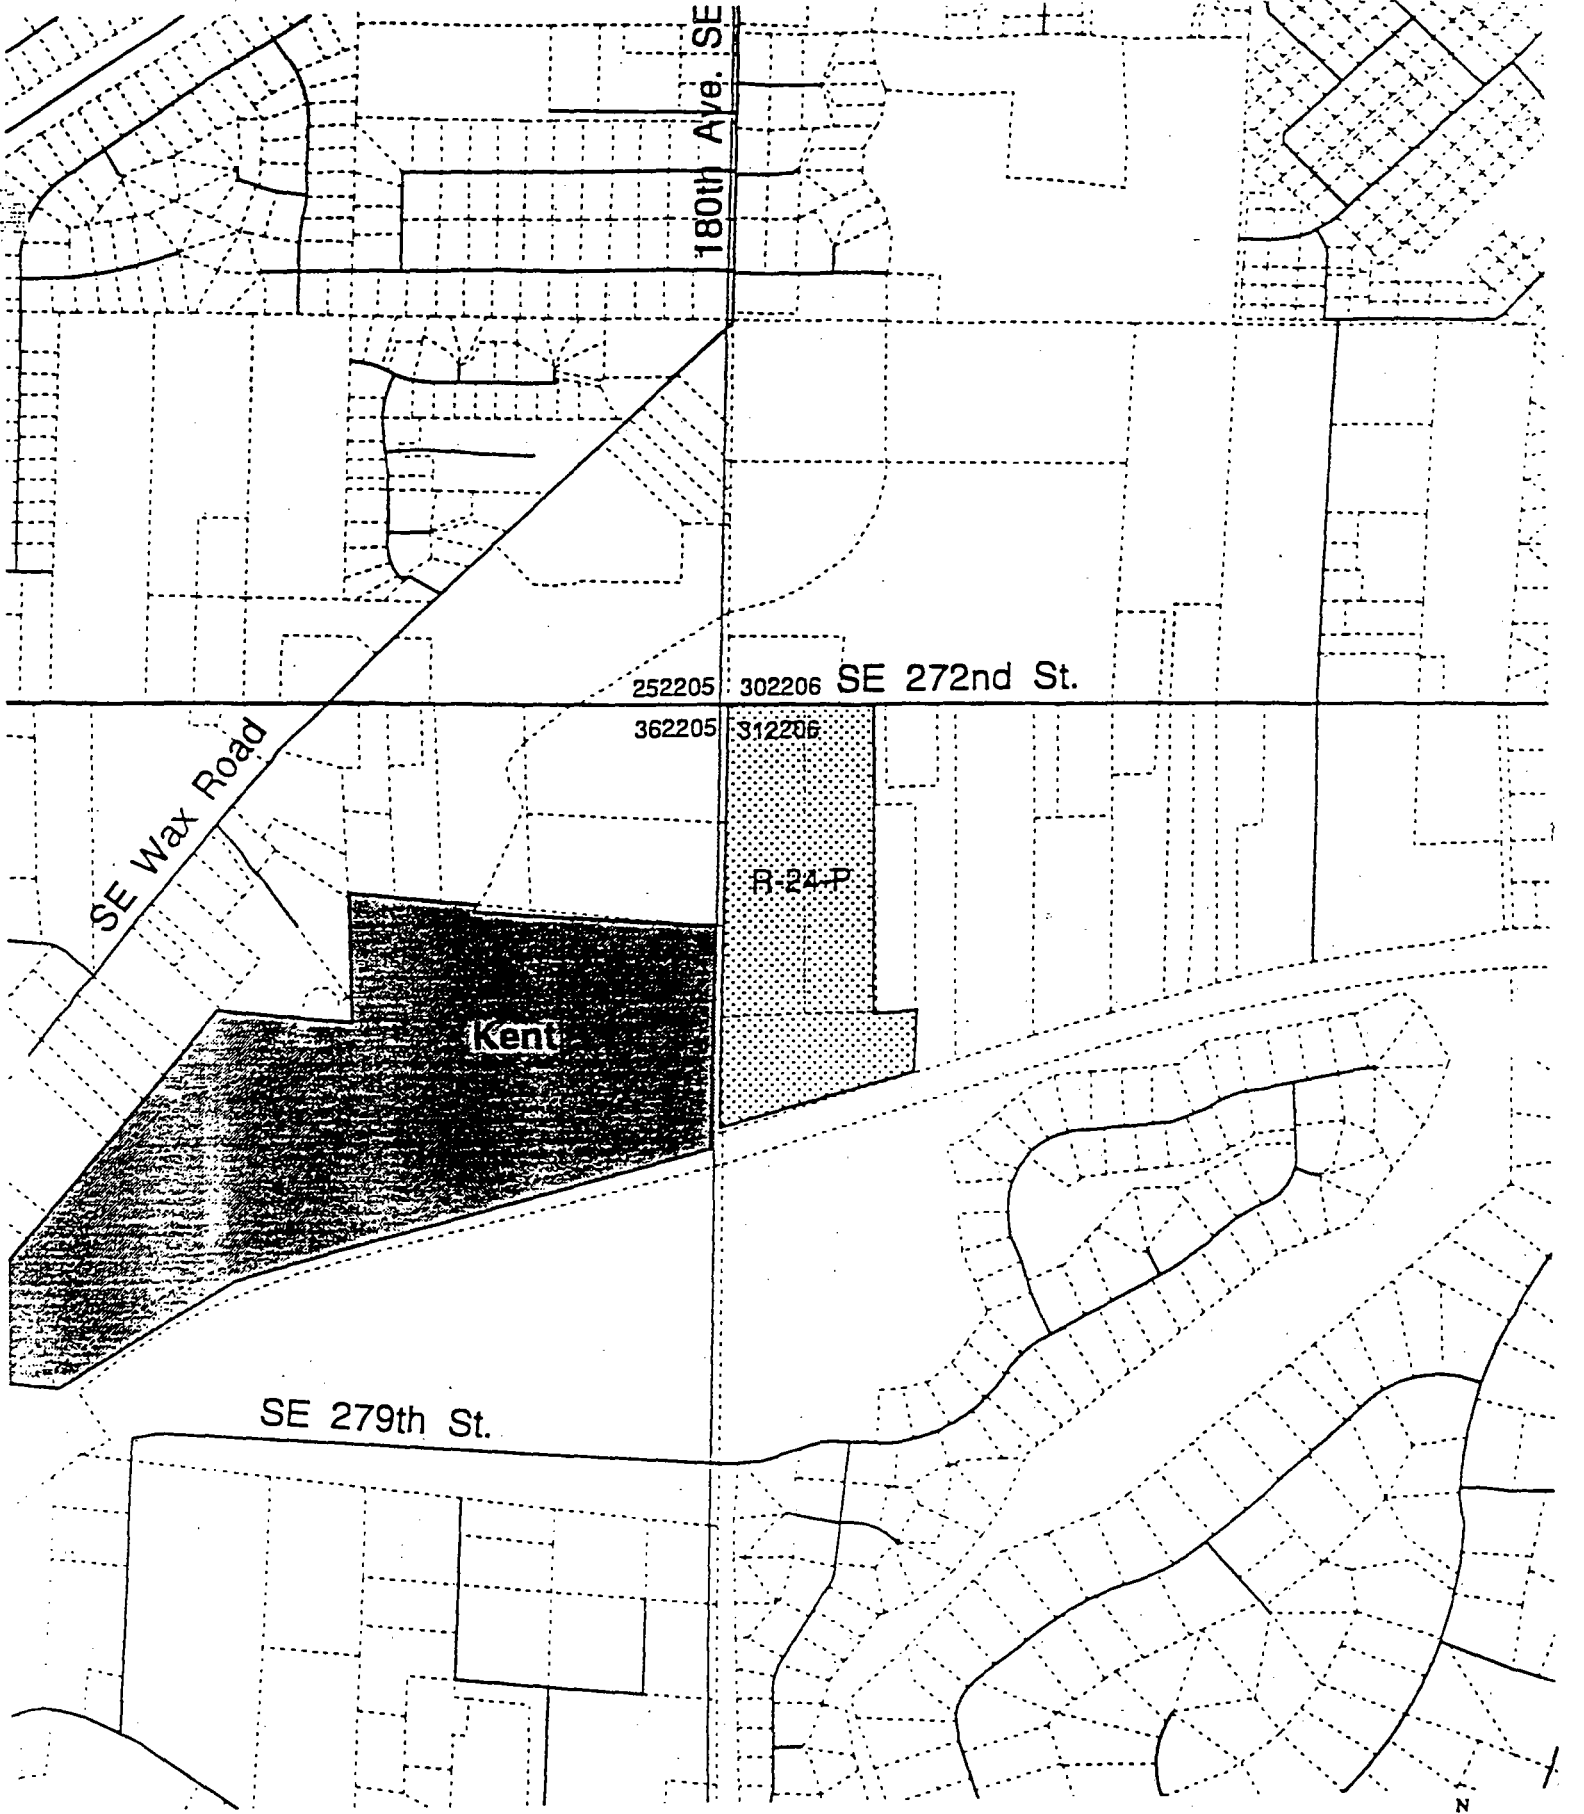 180th Ave. SE
252205
302206
SE 272nd St.
362205
312206
SE Wax Road
R-24-P
Kent
SE 279th St.
N